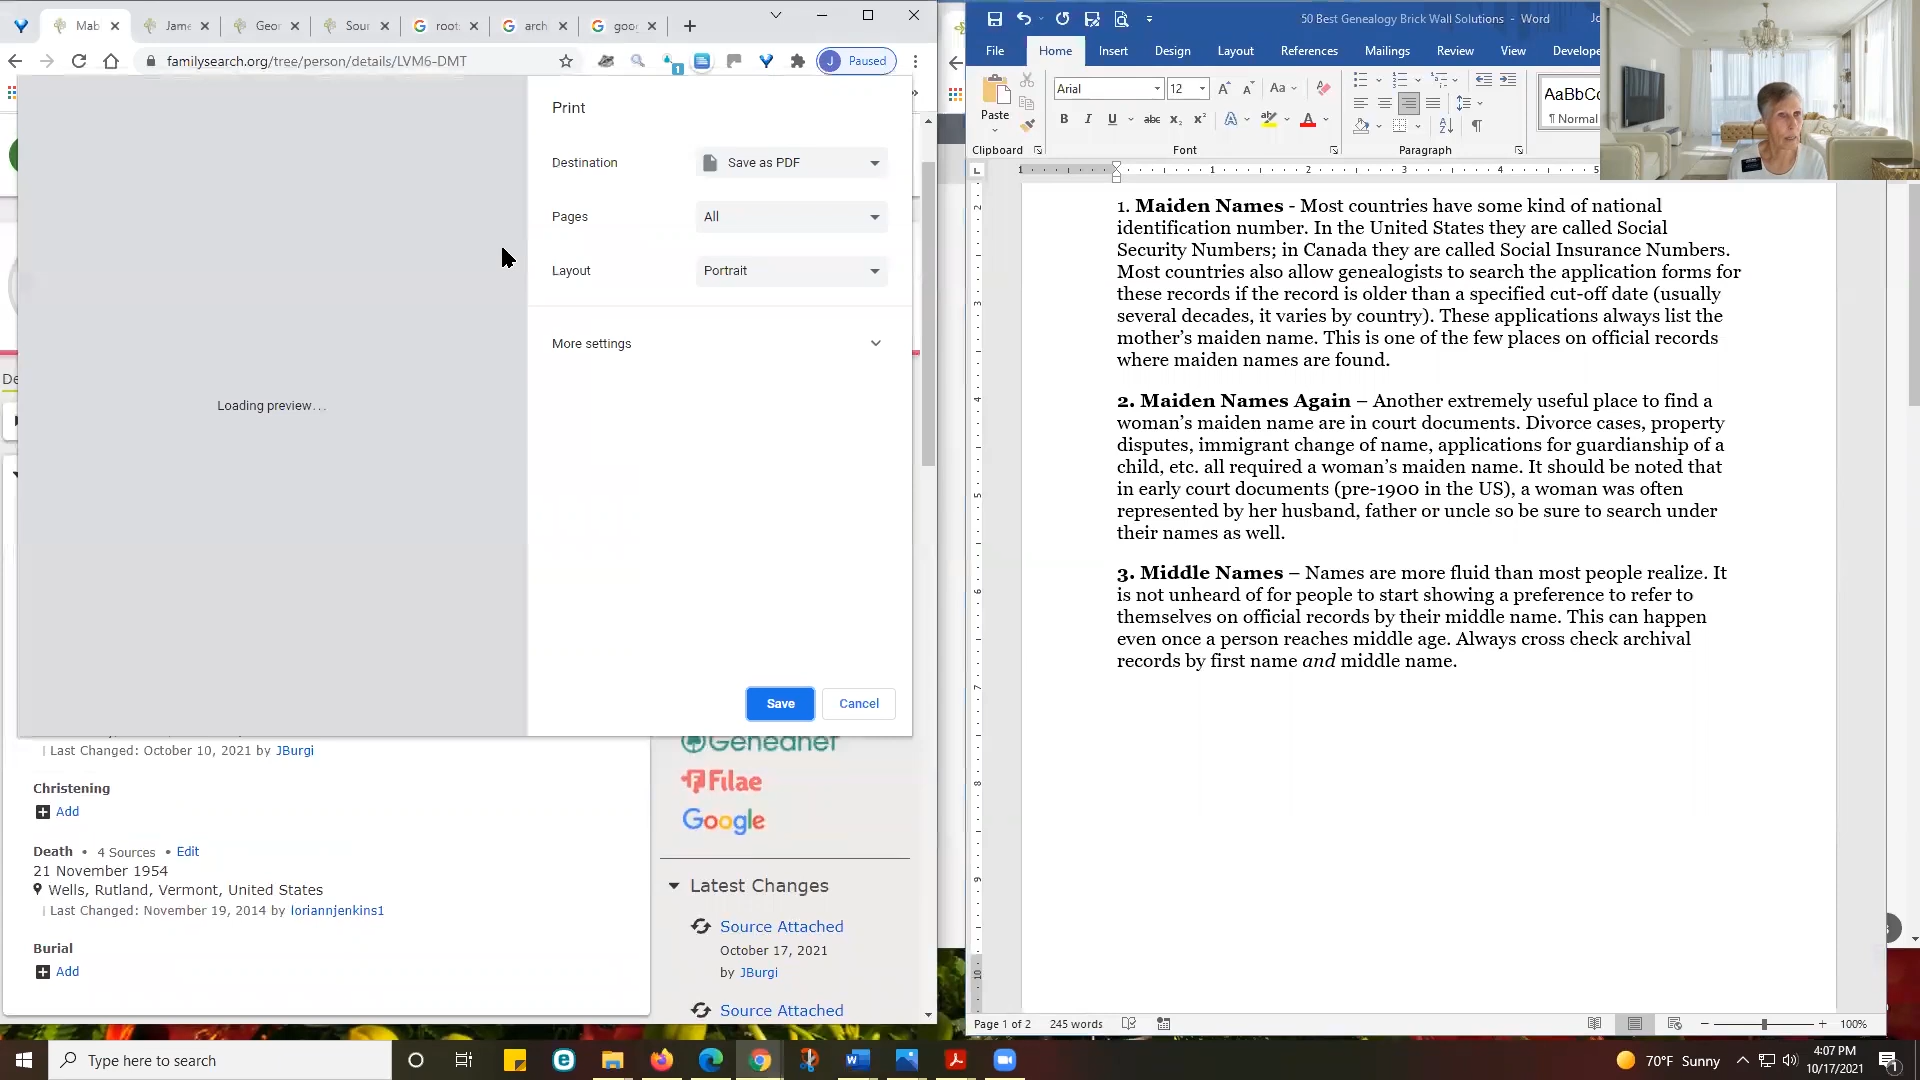 Mab
Jame
Geor
Sour
root
arch
goog
familysearch.org/tree/person/details/LVM6-DMT
1
J Paused
Print
Destination Save as PDF
Pages All
Layout Portrait
More settings
Loading preview...
Save Cancel
De
| Last Changed: October 10, 2021 by JBurgi
Christening
Add
Death • 4 Sources • Edit
21 November 1954
Wells, Rutland, Vermont, United States
| Last Changed: November 19, 2014 by loriannjenkins1
Burial
Add
Geneanet
Filae
Google
Latest Changes
Source Attached
October 17, 2021
by JBurgi
Source Attached
50 Best Genealogy Brick Wall Solutions - Word
File Home Insert Design Layout References Mailings Review View Develope
Paste
Arial 12
AaBbCc
¶ Normal
Clipboard Font Paragraph
1. Maiden Names - Most countries have some kind of national
identification number. In the United States they are called Social
Security Numbers; in Canada they are called Social Insurance Numbers.
Most countries also allow genealogists to search the application forms for
these records if the record is older than a specified cut-off date (usually
several decades, it varies by country). These applications always list the
mother's maiden name. This is one of the few places on official records
where maiden names are found.
2. Maiden Names Again – Another extremely useful place to find a
woman's maiden name are in court documents. Divorce cases, property
disputes, immigrant change of name, applications for guardianship of a
child, etc. all required a woman's maiden name. It should be noted that
in early court documents (pre-1900 in the US), a woman was often
represented by her husband, father or uncle so be sure to search under
their names as well.
3. Middle Names – Names are more fluid than most people realize. It
is not unheard of for people to start showing a preference to refer to
themselves on official records by their middle name. This can happen
even once a person reaches middle age. Always cross check archival
records by first name and middle name.
Page 1 of 2 245 words 100%
Type here to search
70°F Sunny
4:07 PM
10/17/2021
1